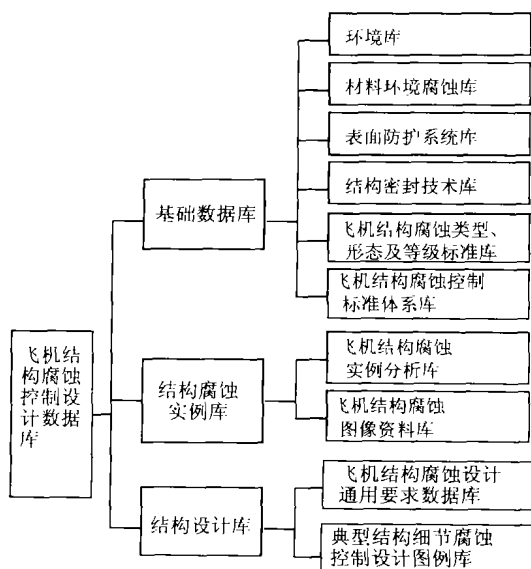 环境库
材料环境腐蚀库
表面防护系统库
结构密封技术库
飞机结构腐蚀类型、
形态及等级标准库
飞机结构腐蚀控制
标准体系库
基础数据库
飞机结构腐蚀
实例分析库
飞机结构腐蚀
图像资料库
结构腐蚀
实例库
飞机结构腐蚀设计
通用要求数据库
典型结构细节腐蚀
控制设计图例库
结构设计库
飞机结
构腐蚀
控制设
计数据
库